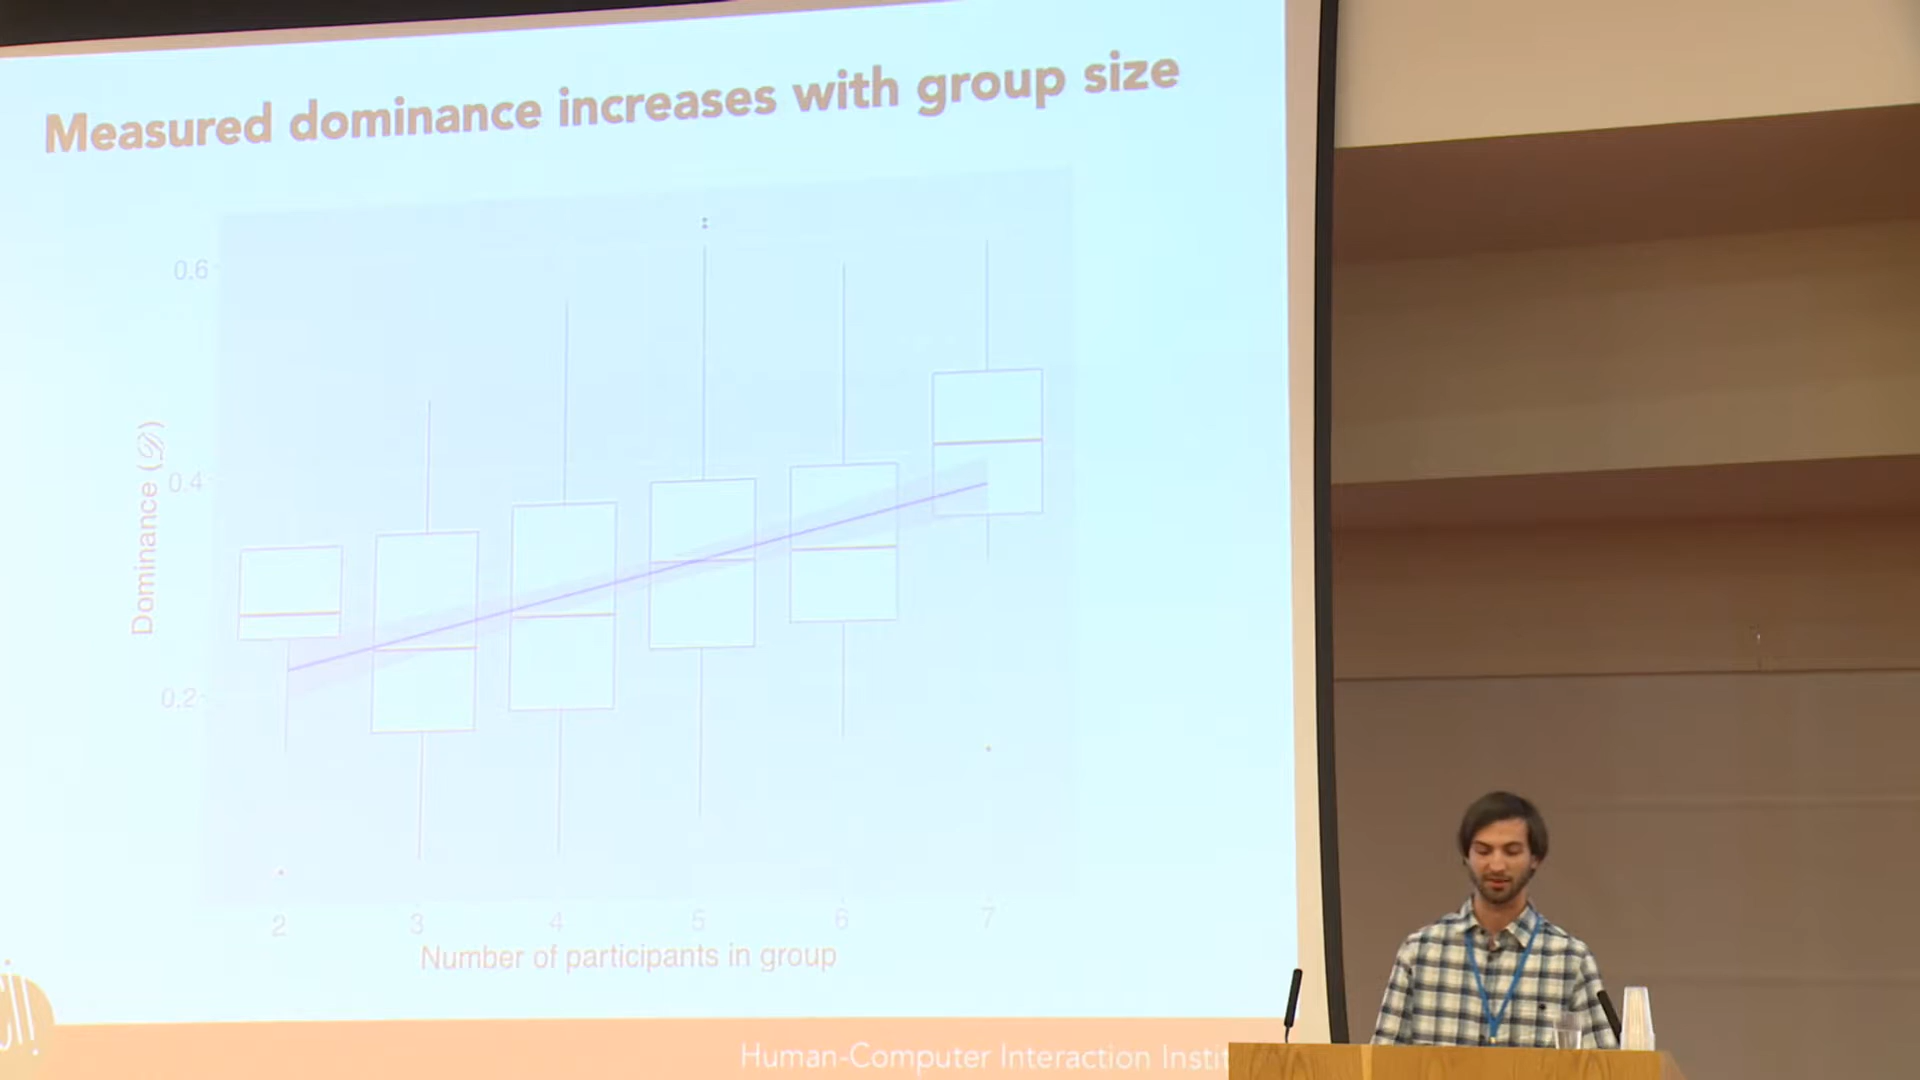 Measured dominance increases with group size
0.6
0.4
0.2
Dominance (𝒟)
2 3 4 5 6 7
Number of participants in group
Human-Computer Interaction